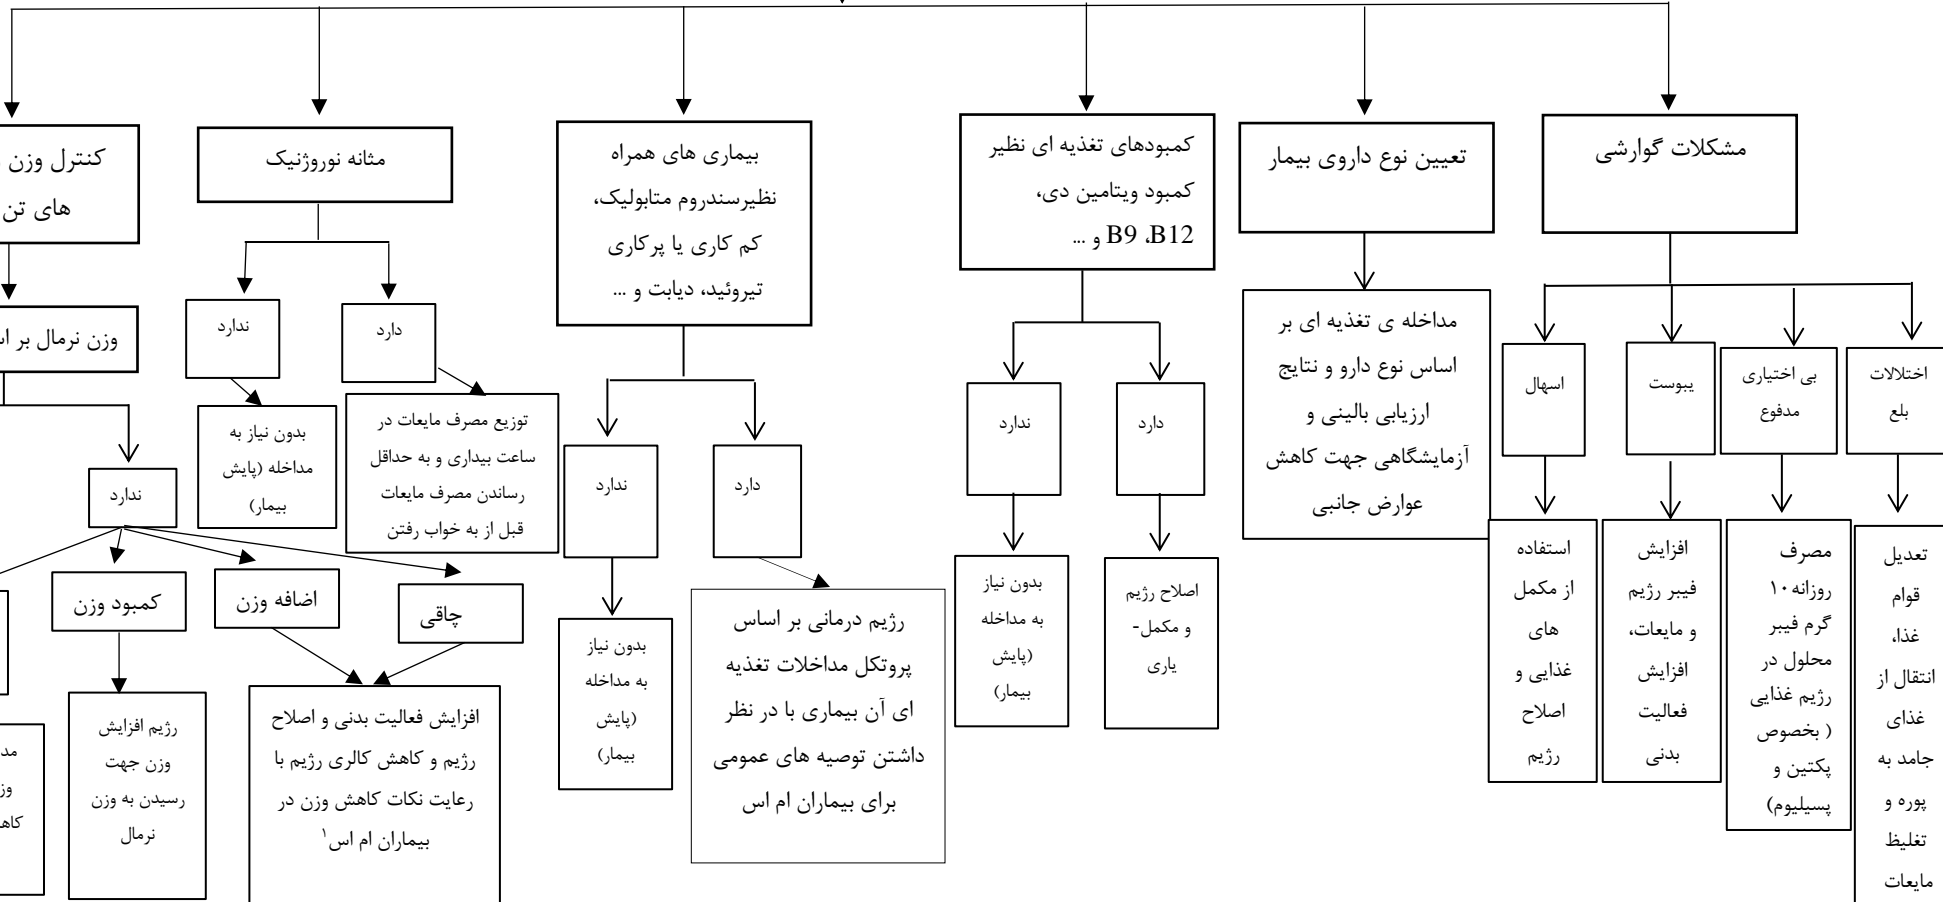 مشکلات گوارشی
تعیین نوع داروی بیمار
کمبودهای تغذیه ای نظیر
کمبود ویتامین دی،
B9 ،B12 و ...
بیماری های همراه
نظیرسندروم متابولیک،
کم کاری یا پرکاری
تیروئید، دیابت و ...
مثانه نوروژنیک
کنترل وزن
های تن
اختلالات
بلع
بی اختیاری
مدفوع
یبوست
اسهال
مداخله ی تغذیه ای بر
اساس نوع دارو و نتایج
ارزیابی بالینی و
آزمایشگاهی جهت کاهش
عوارض جانبی
دارد
ندارد
دارد
ندارد
دارد
ندارد
وزن نرمال بر
ندارد
تعدیل
قوام
غذا،
انتقال از
غذای
جامد به
پوره و
تغلیظ
مایعات
مصرف
روزانه۱۰
گرم فیبر
محلول در
رژیم غذایی
( بخصوص
پکتین و
پسیلیوم)
افزایش
فیبر رژیم
و مایعات،
افزایش
فعالیت
بدنی
استفاده
از مکمل
های
غذایی و
اصلاح
رژیم
اصلاح رژیم
و مکمل-
یاری
بدون نیاز
به مداخله
(پایش
بیمار)
رژیم درمانی بر اساس
پروتکل مداخلات تغذیه
ای آن بیماری با در نظر
داشتن توصیه های عمومی
برای بیماران ام اس
بدون نیاز
به مداخله
(پایش
بیمار)
توزیع مصرف مایعات در
ساعت بیداری و به حداقل
رساندن مصرف مایعات
قبل از به خواب رفتن
بدون نیاز به
مداخله (پایش
بیمار)
چاقی
اضافه وزن
کمبود وزن
افزایش فعالیت بدنی و اصلاح
رژیم و کاهش کالری رژیم با
رعایت نکات کاهش وزن در
بیماران ام اس۱
رژیم افزایش
وزن جهت
رسیدن به وزن
نرمال